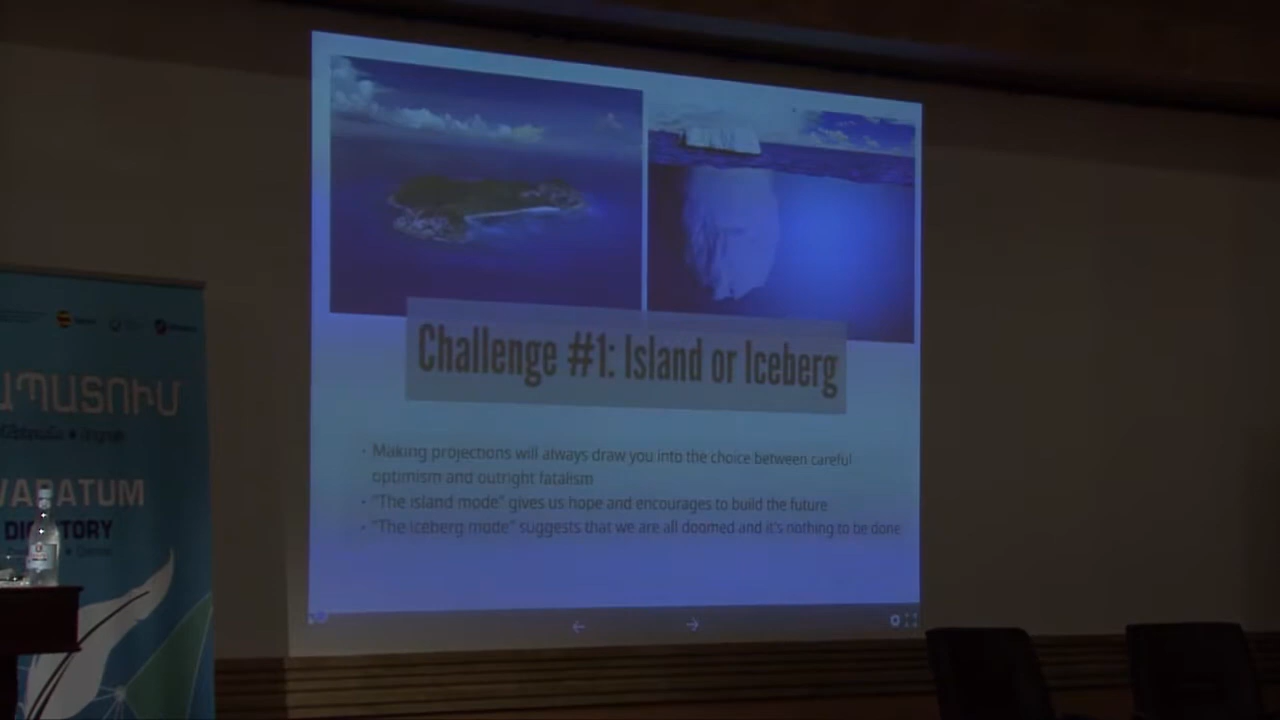 Challenge #1: Island or Iceberg
• Making projections will always draw you into the choice between careful
optimism and outright fatalism
• "The island mode" gives us hope and encourages to build the future
• "The iceberg mode" suggests that we are all doomed and it's nothing to be done
ԱՊԱՏՈՒՄ
VARATUM